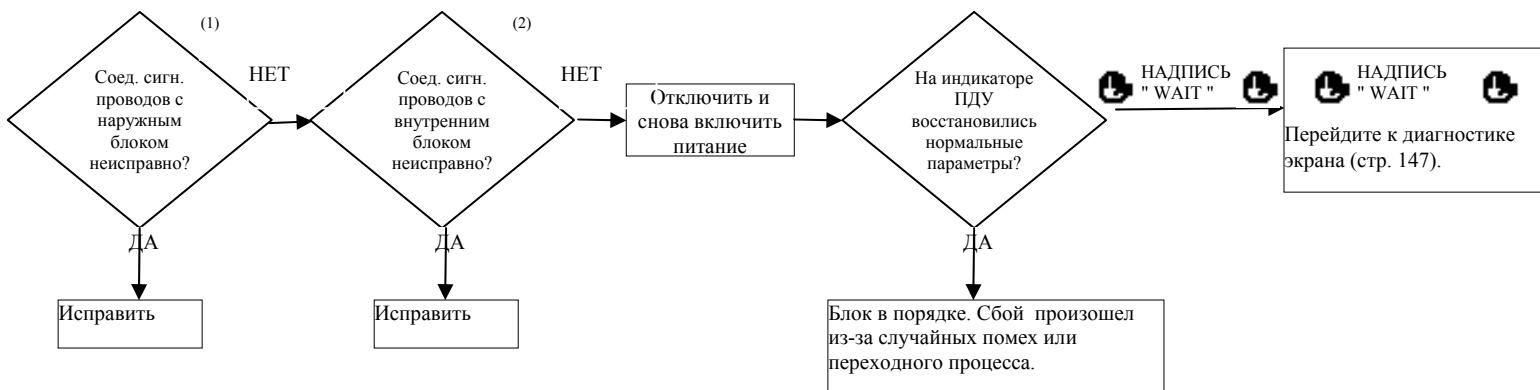 (1)
Соед. сигн.
проводов с
наружным
блоком
неисправно?
НЕТ
ДА
Исправить
(2)
Соед. сигн.
проводов с
внутренним
блоком
неисправно?
НЕТ
ДА
Исправить
Отключить и
снова включить
питание
На индикаторе
ПДУ
восстановились
нормальные
параметры?
ДА
Блок в порядке. Сбой произошел
из-за случайных помех или
переходного процесса.
НАДПИСЬ
" WAIT "
НАДПИСЬ
" WAIT "
Перейдите к диагностике
экрана (стр. 147).